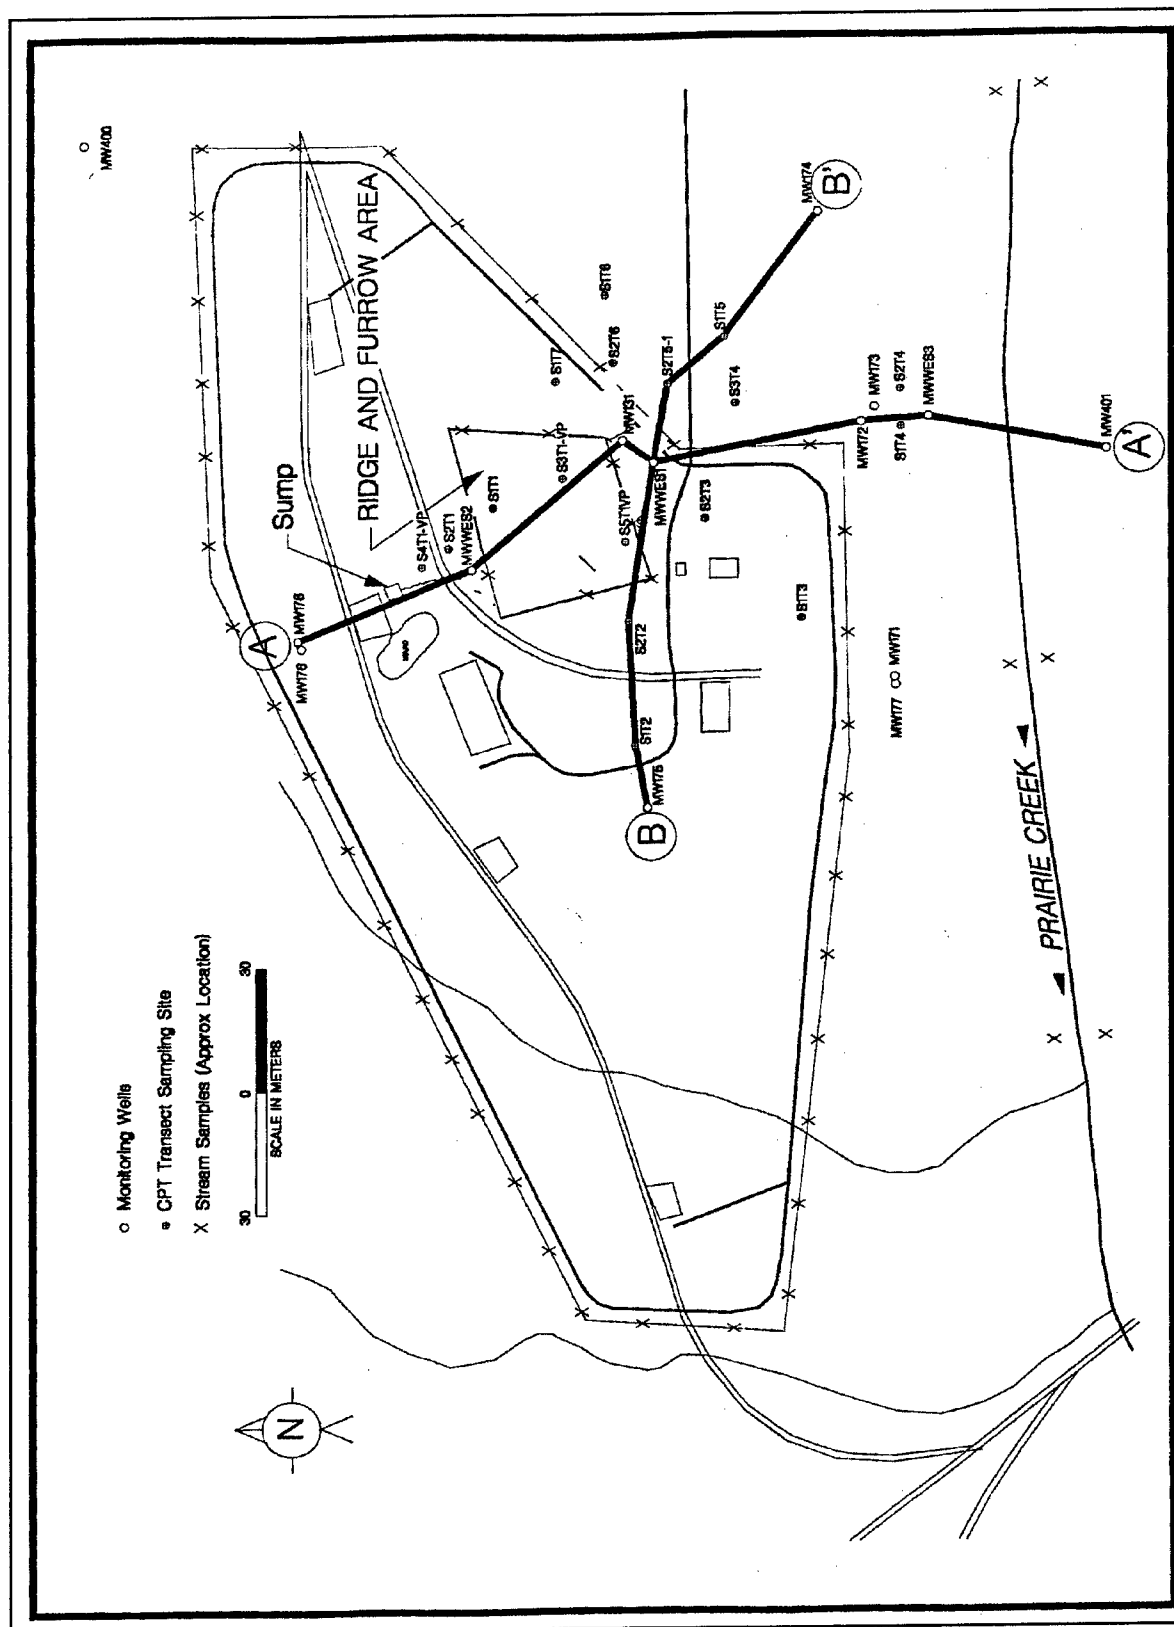 MW400
RIDGE AND FURROW AREA
Sump
A
MW176
MW176
S4T1-VP
S2T1
MWWES2
S1T1
S3T1-VP
S1T7
S2T6
S1T6
MW131
S5T1VP
MWWES1
S2T5-1
S1T5
MW174
B'
S2T3
S3T4
S2T2
S1T2
MW175
B
S1T3
MW172
MW173
S2T4
S1T4
MWWES3
MW401
A'
MW177
MW171
PRAIRIE CREEK
Monitoring Wells
CPT Transect Sampling Site
X Stream Samples (Approx Location)
30 0 30
SCALE IN METERS
N